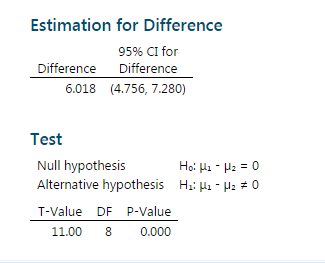 Estimation for Difference
95% CI for
Difference Difference
6.018 (4.756, 7.280)
Test
Null hypothesis H₀: μ₁ - μ₂ = 0
Alternative hypothesis H₁: μ₁ - μ₂ ≠ 0
T-Value DF P-Value
11.00 8 0.000